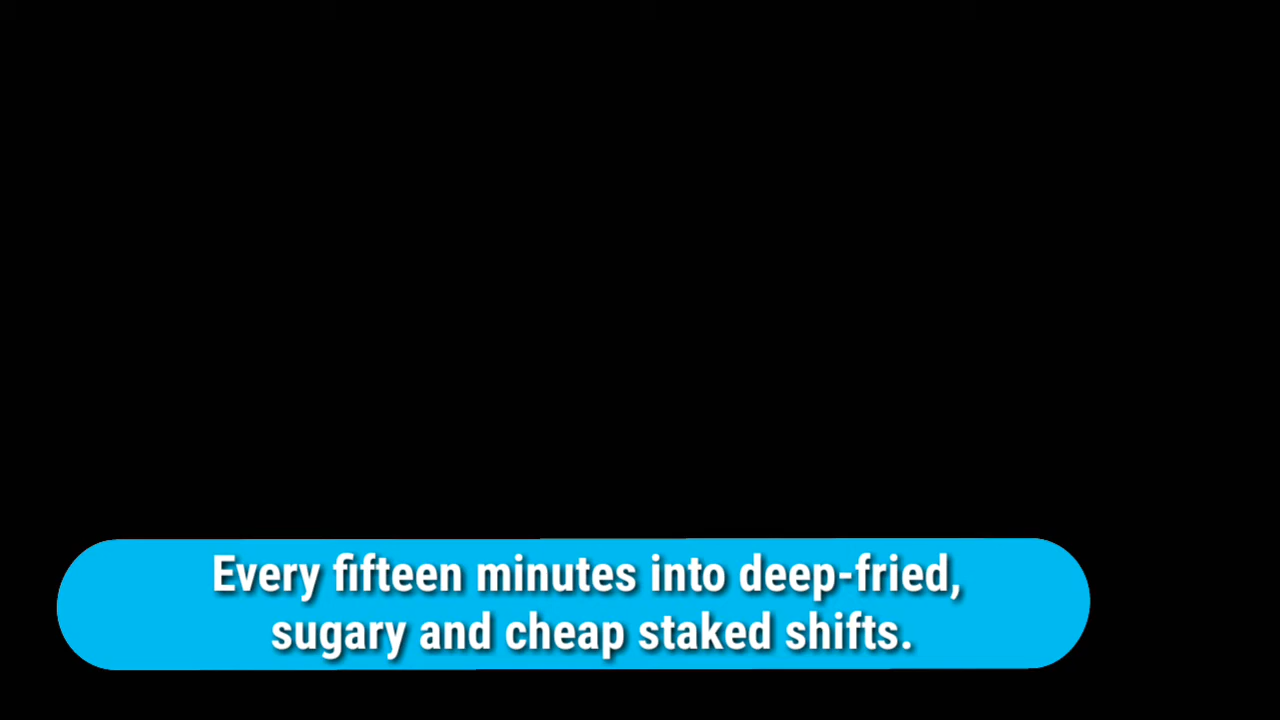 Every fifteen minutes into deep-fried,
sugary and cheap staked shifts.